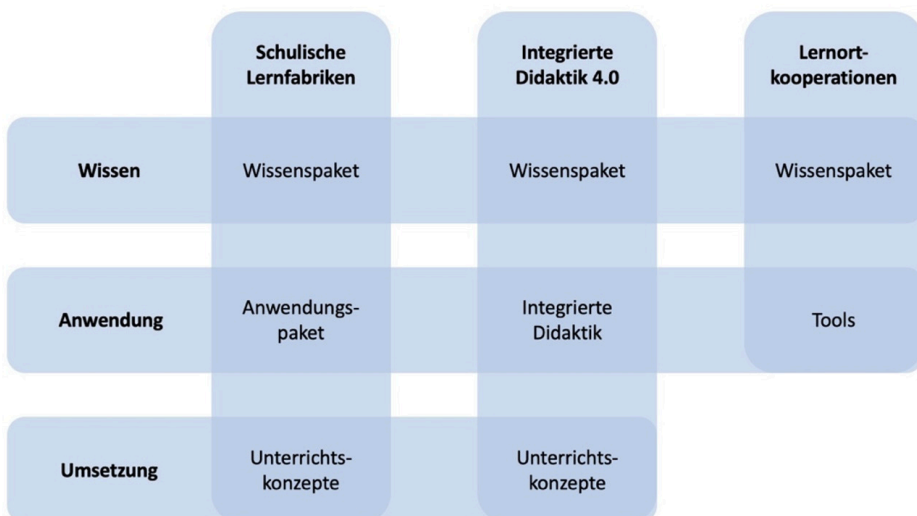 Schulische
Lernfabriken
Integrierte
Didaktik 4.0
Lernort-
kooperationen
Wissen
Wissenspaket
Wissenspaket
Wissenspaket
Anwendung
Anwendungs-
paket
Integrierte
Didaktik
Tools
Umsetzung
Unterrichts-
konzepte
Unterrichts-
konzepte